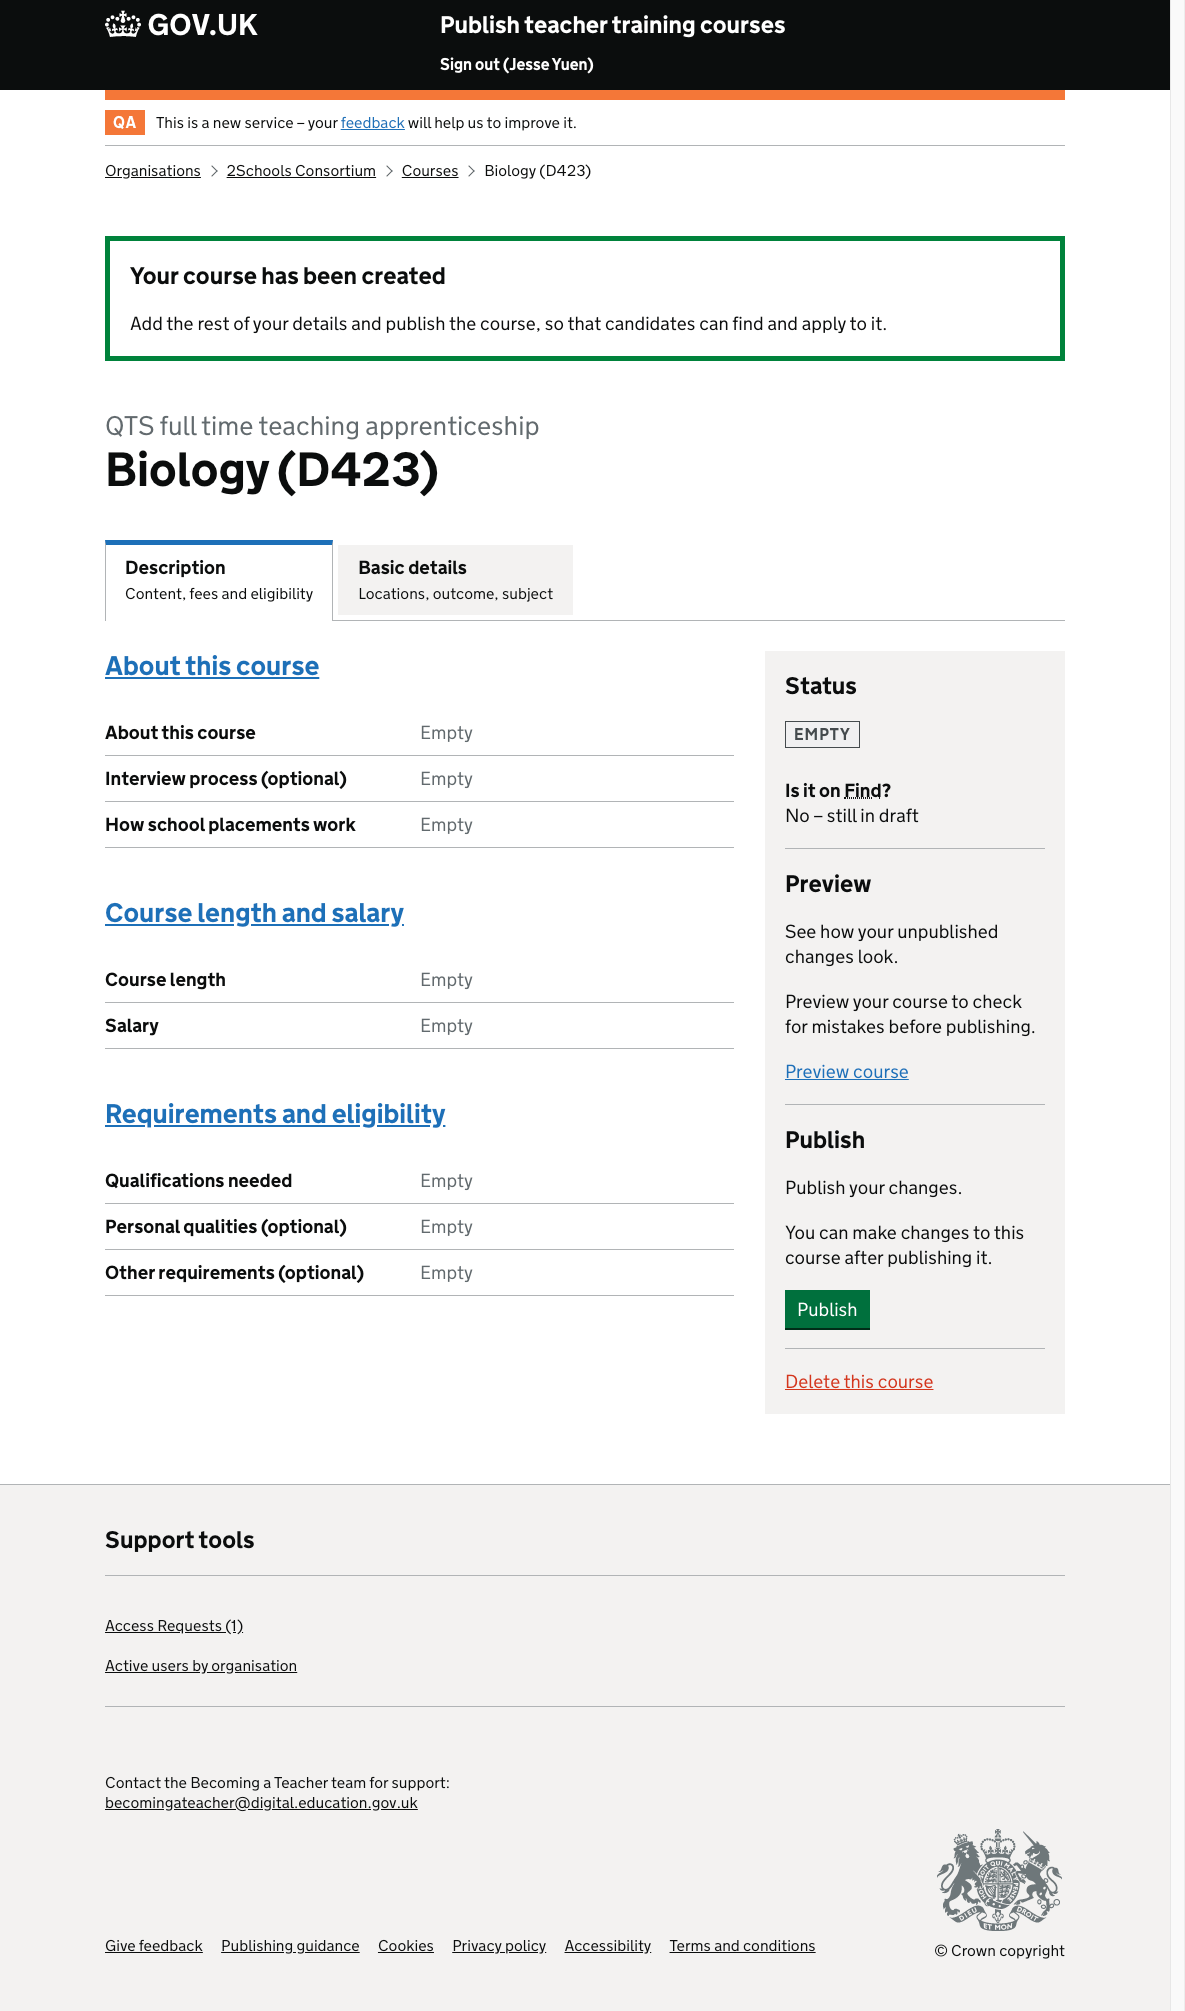 GOV.UK
Publish teacher training courses
Sign out (Jesse Yuen)
QA This is a new service – your feedback will help us to improve it.
Organisations > 2Schools Consortium > Courses > Biology (D423)
Your course has been created
Add the rest of your details and publish the course, so that candidates can find and apply to it.
QTS full time teaching apprenticeship
Biology (D423)
Description
Content, fees and eligibility
Basic details
Locations, outcome, subject
About this course
About this course Empty
Interview process (optional) Empty
How school placements work Empty
Course length and salary
Course length Empty
Salary Empty
Requirements and eligibility
Qualifications needed Empty
Personal qualities (optional) Empty
Other requirements (optional) Empty
Status
EMPTY
Is it on Find?
No – still in draft
Preview
See how your unpublished
changes look.
Preview your course to check
for mistakes before publishing.
Preview course
Publish
Publish your changes.
You can make changes to this
course after publishing it.
Publish
Delete this course
Support tools
Access Requests (1)
Active users by organisation
Contact the Becoming a Teacher team for support:
becomingateacher@digital.education.gov.uk
DIEU ET MON DROIT
Give feedback Publishing guidance Cookies Privacy policy Accessibility Terms and conditions
© Crown copyright